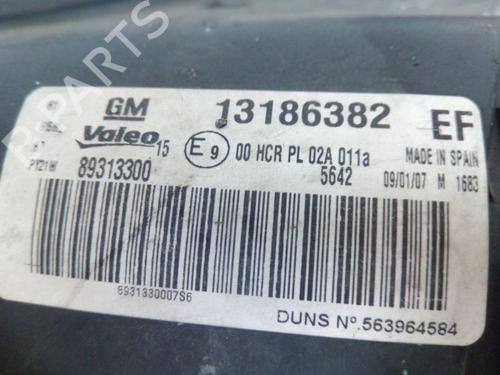 GM 13186382 EF
Valeo 15 E9 00 HCR PL 02A 011a MADE IN SPAIN
PY21W 89313300 5642 09/01/07 M 1683
8931330007S6
DUNS Nº.563964584
B-PARTS